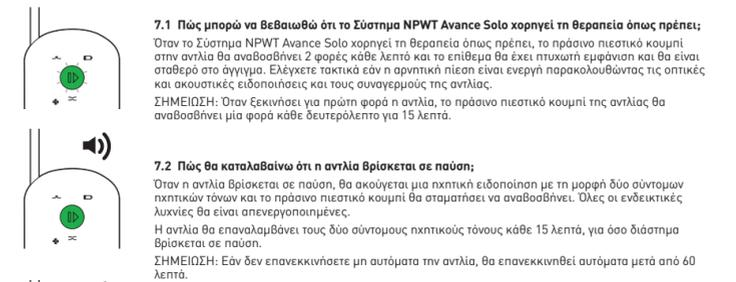 7.1 Πώς μπορώ να βεβαιωθώ ότι το Σύστημα NPWT Avance Solo χορηγεί τη θεραπεία όπως πρέπει;
Όταν το Σύστημα NPWT Avance Solo χορηγεί τη θεραπεία όπως πρέπει, το πράσινο πιεστικό κουμπί
στην αντλία θα αναβοσβήνει 2 φορές κάθε λεπτό και το επίθεμα θα έχει πτυχωτή εμφάνιση και θα είναι
σταθερό στο άγγιγμα. Ελέγχετε τακτικά εάν η αρνητική πίεση είναι ενεργή παρακολουθώντας τις οπτικές
και ακουστικές ειδοποιήσεις και τους συναγερμούς της αντλίας.
ΣΗΜΕΙΩΣΗ: Όταν ξεκινήσει για πρώτη φορά η αντλία, το πράσινο πιεστικό κουμπί της αντλίας θα
αναβοσβήνει μία φορά κάθε δευτερόλεπτο για 15 λεπτά.
7.2 Πώς θα καταλαβαίνω ότι η αντλία βρίσκεται σε παύση;
Όταν η αντλία βρίσκεται σε παύση, θα ακούγεται μια ηχητική ειδοποίηση με τη μορφή δύο σύντομων
ηχητικών τόνων και το πράσινο πιεστικό κουμπί θα σταματήσει να αναβοσβήνει. Όλες οι ενδεικτικές
λυχνίες θα είναι απενεργοποιημένες.
Η αντλία θα επαναλαμβάνει τους δύο σύντομους ηχητικούς τόνους κάθε 15 λεπτά, για όσο διάστημα
βρίσκεται σε παύση.
ΣΗΜΕΙΩΣΗ: Εάν δεν επανεκκινήσετε μη αυτόματα την αντλία, θα επανεκκινηθεί αυτόματα μετά από 60
λεπτά.